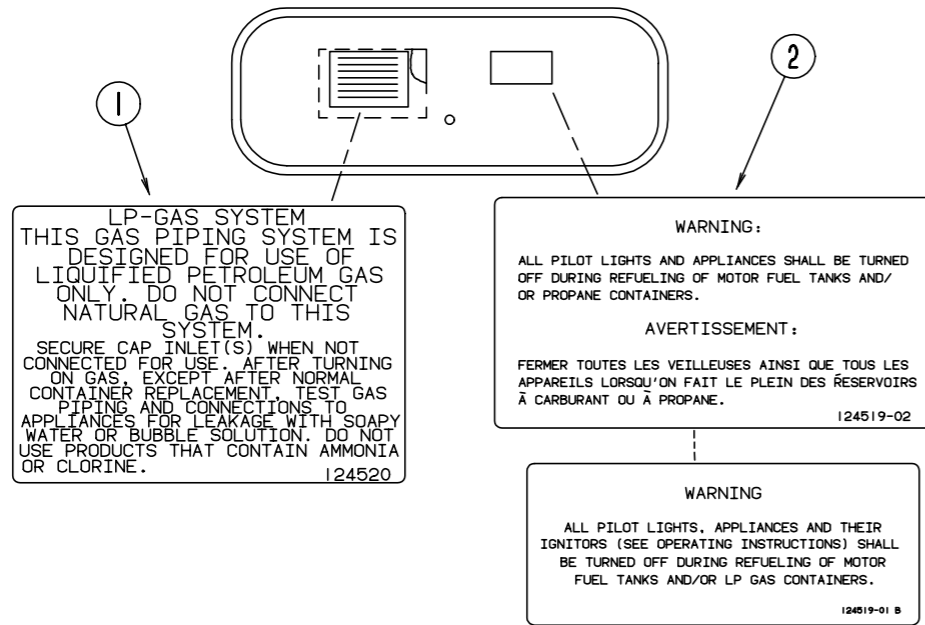 1
2
LP-GAS SYSTEM
THIS GAS PIPING SYSTEM IS
DESIGNED FOR USE OF
LIQUIFIED PETROLEUM GAS
ONLY. DO NOT CONNECT
NATURAL GAS TO THIS
SYSTEM.
SECURE CAP INLET(S) WHEN NOT
CONNECTED FOR USE. AFTER TURNING
ON GAS, EXCEPT AFTER NORMAL
CONTAINER REPLACEMENT, TEST GAS
PIPING AND CONNECTIONS TO
APPLIANCES FOR LEAKAGE WITH SOAPY
WATER OR BUBBLE SOLUTION. DO NOT
USE PRODUCTS THAT CONTAIN AMMONIA
OR CLORINE.
124520
WARNING:
ALL PILOT LIGHTS AND APPLIANCES SHALL BE TURNED
OFF DURING REFUELING OF MOTOR FUEL TANKS AND/
OR PROPANE CONTAINERS.
AVERTISSEMENT:
FERMER TOUTES LES VEILLEUSES AINSI QUE TOUS LES
APPAREILS LORSQU'ON FAIT LE PLEIN DES R̄ESERVOIRS
Ā CARBURANT OU Ā PROPANE.
124519-02
WARNING
ALL PILOT LIGHTS, APPLIANCES AND THEIR
IGNITORS (SEE OPERATING INSTRUCTIONS) SHALL
BE TURNED OFF DURING REFUELING OF MOTOR
FUEL TANKS AND/OR LP GAS CONTAINERS.
124519-01 B